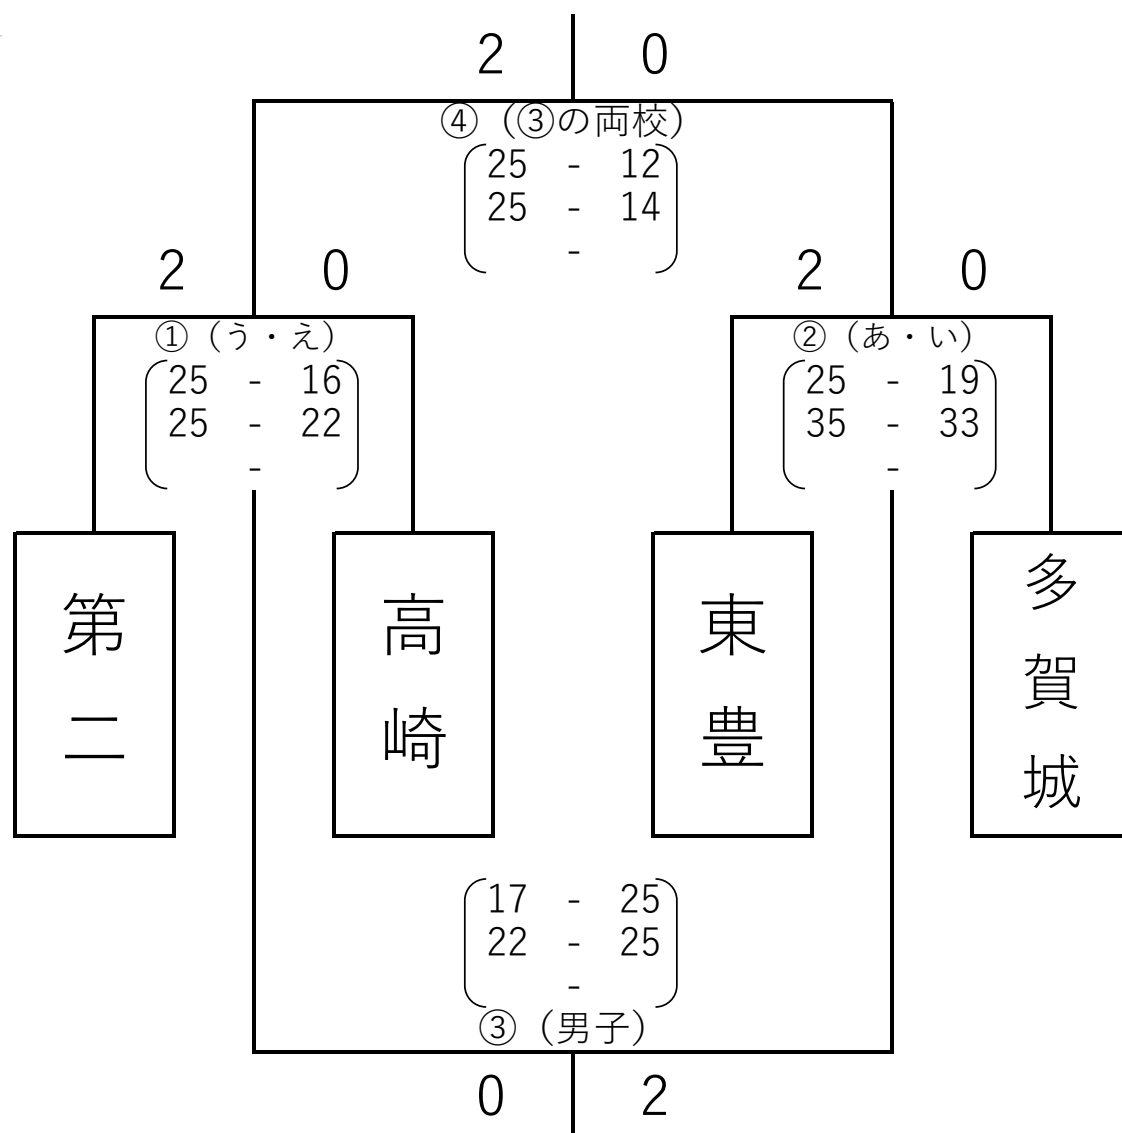 2 0
④（③の両校）
25 - 12
25 - 14
-
2 0
2 0
①（う・え）
25 - 16
25 - 22
-
②（あ・い）
25 - 19
35 - 33
-
第二
高崎
東豊
多賀城
17 - 25
22 - 25
-
③（男子）
0 2